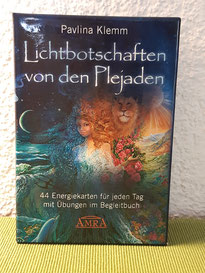 Pavlina Klemm
Lichtbotschaften
von den Plejaden
44 Energiekarten für jeden Tag
mit Übungen im Begleitbuch
AMRA